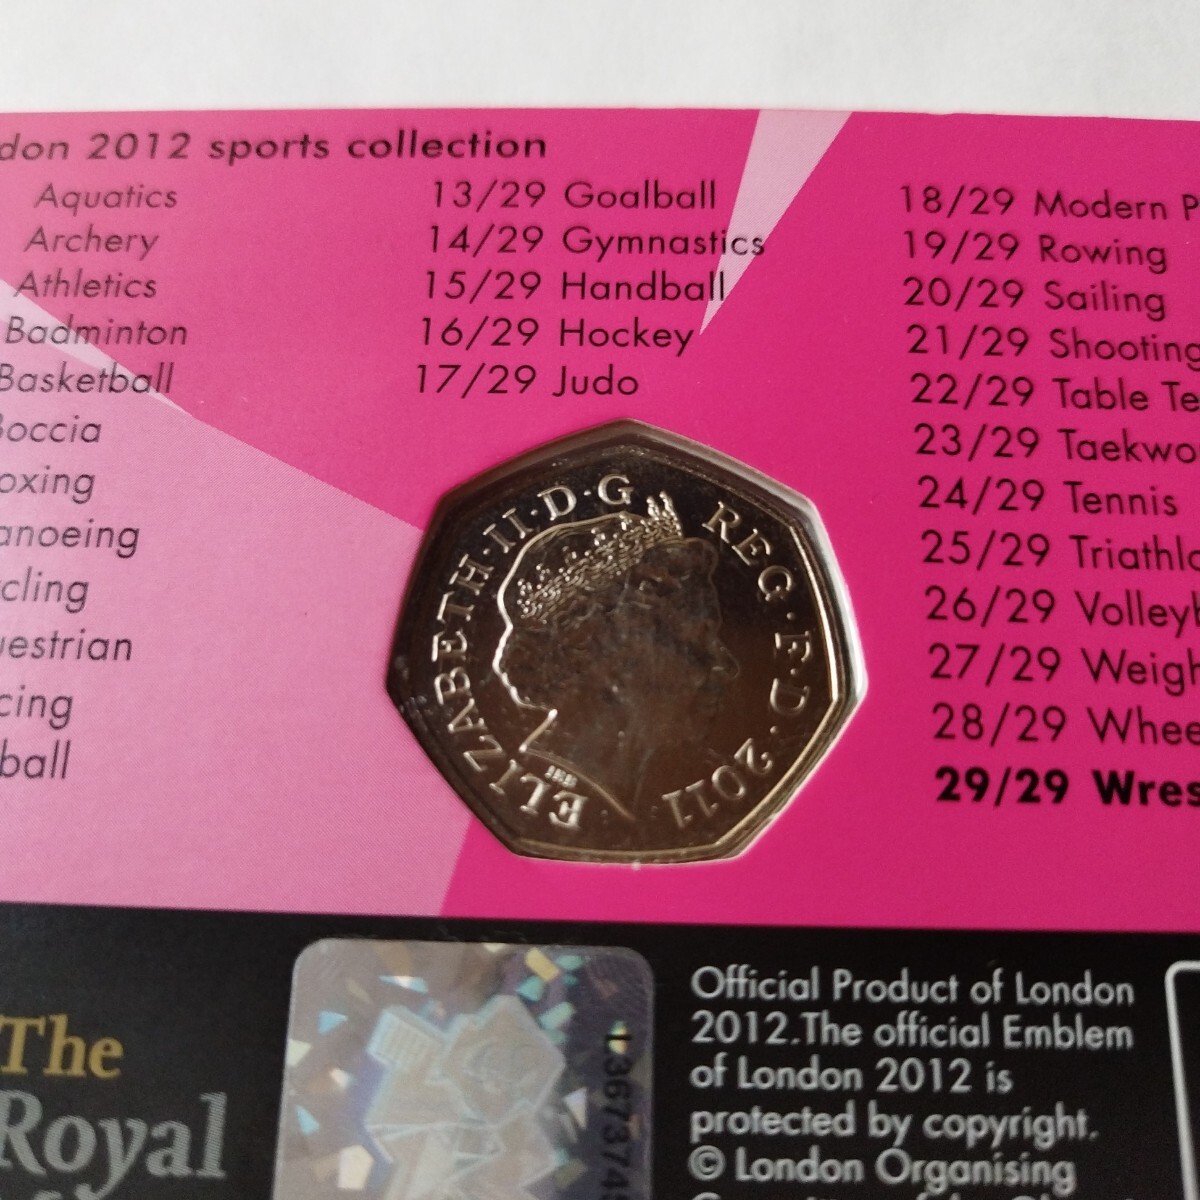 don 2012 sports collection
Aquatics
Archery
Athletics
Badminton
Basketball
Boccia
oxing
anoeing
cling
uestrian
cing
ball
13/29 Goalball
14/29 Gymnastics
15/29 Handball
16/29 Hockey
17/29 Judo
18/29 Modern P
19/29 Rowing
20/29 Sailing
21/29 Shooting
22/29 Table Te
23/29 Taekwo
24/29 Tennis
25/29 Triathlo
26/29 Volleyb
27/29 Weigh
28/29 Whee
29/29 Wres
ELIZABETH·II·D·G REG·F·D·2011
The
Royal
Official Product of London
2012.The official Emblem
of London 2012 is
protected by copyright.
© London Organising